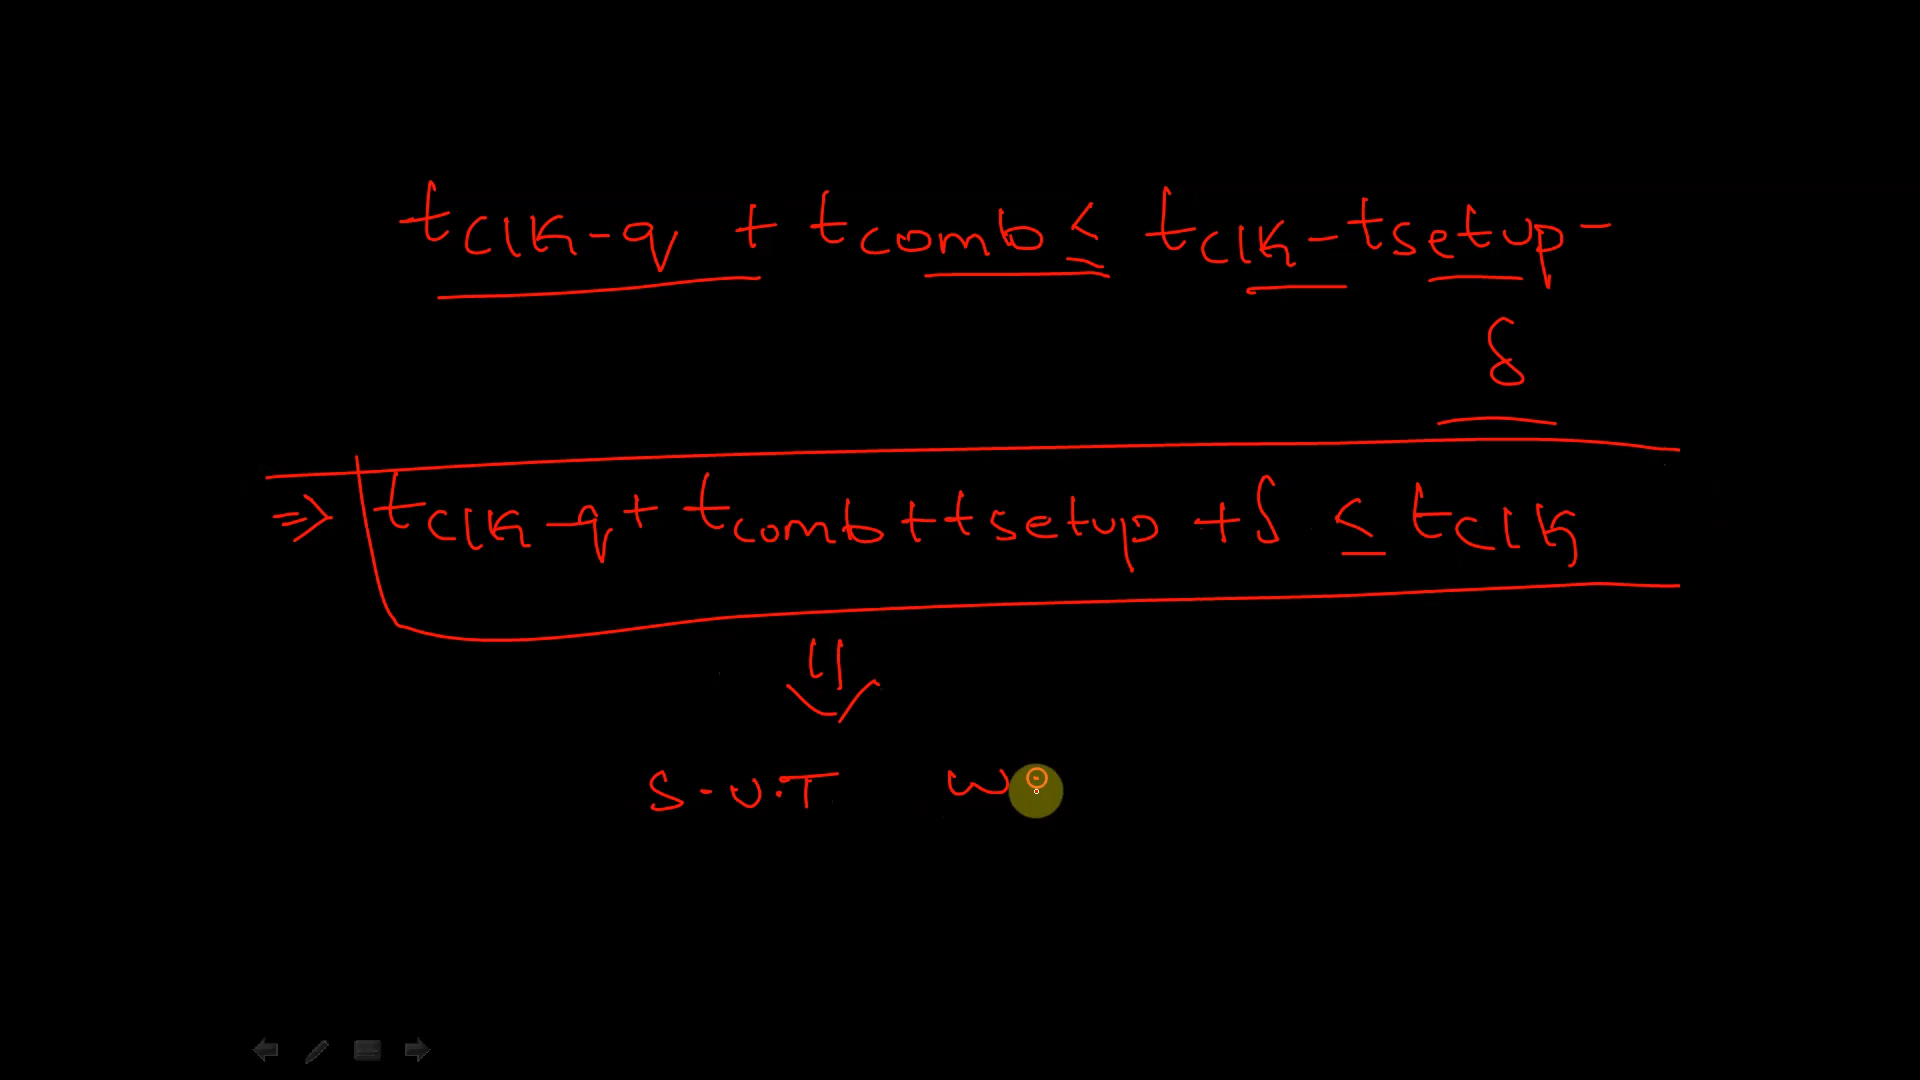 tclk-q + tcomb ≤ tclk - tsetup -
δ
⇒ tclk-q + tcomb + tsetup + δ ≤ tclk
⇓
S.U.T w